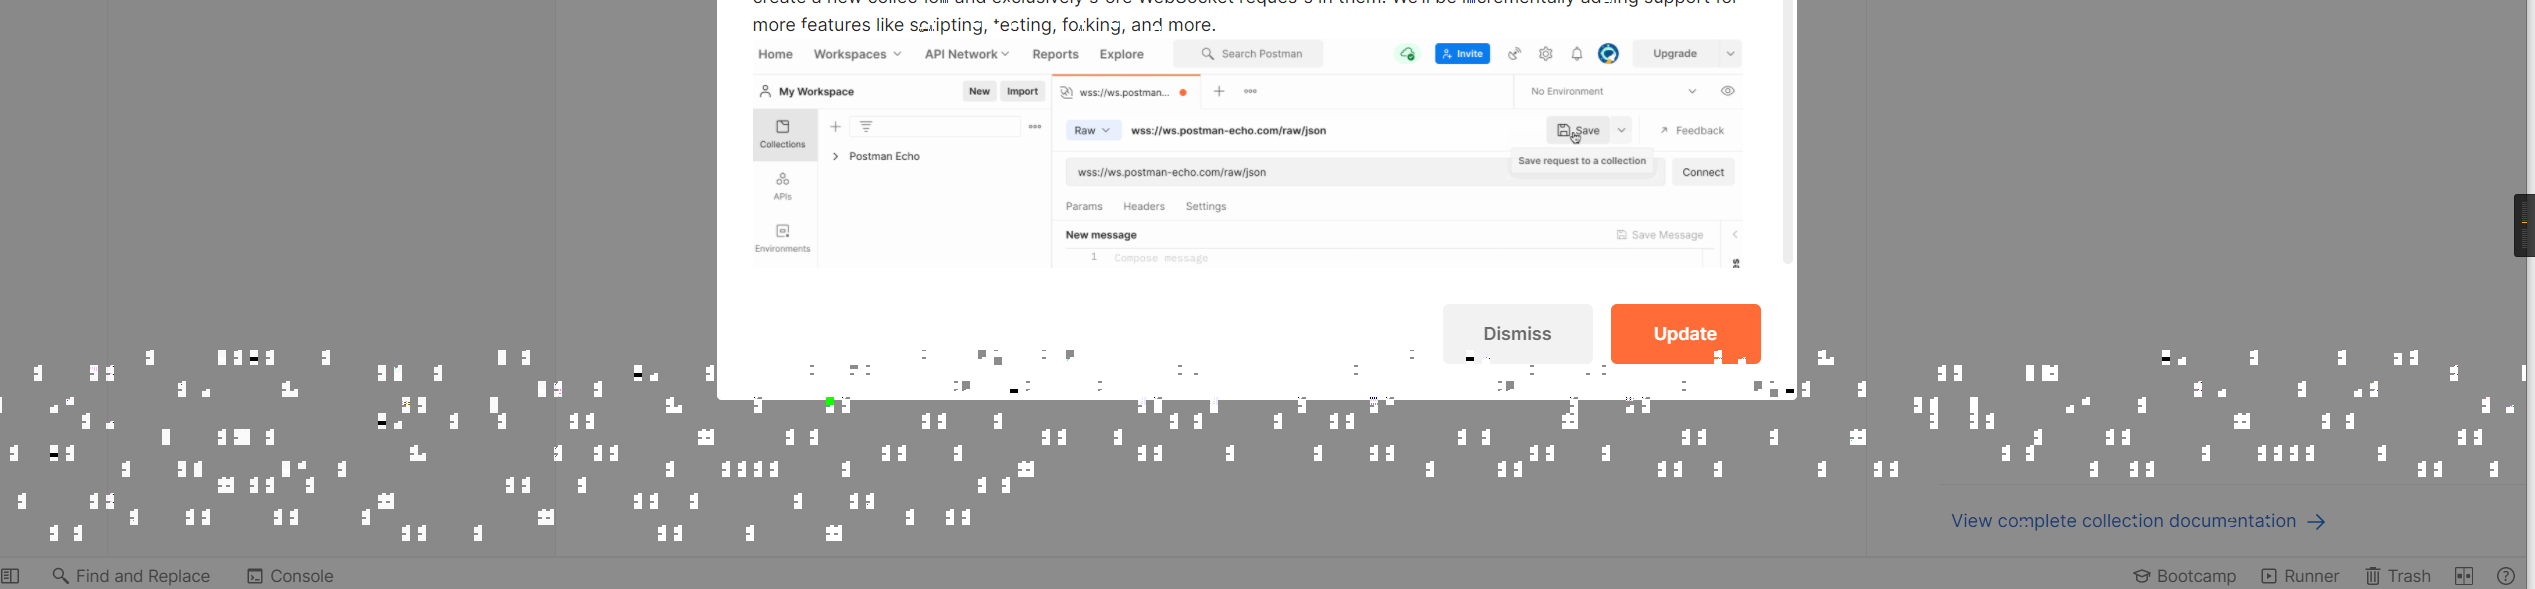 more features like scripting, testing, forking, and more.
Home Workspaces API Network Reports Explore Search Postman Invite Upgrade
My Workspace New Import wss://ws.postman... No Environment
Raw wss://ws.postman-echo.com/raw/json Save Feedback
Collections
Postman Echo
Save request to a collection
wss://ws.postman-echo.com/raw/json Connect
APIs
Params Headers Settings
New message Save Message
Environments
1 Compose message
Dismiss Update
View complete collection documentation
Find and Replace Console Bootcamp Runner Trash